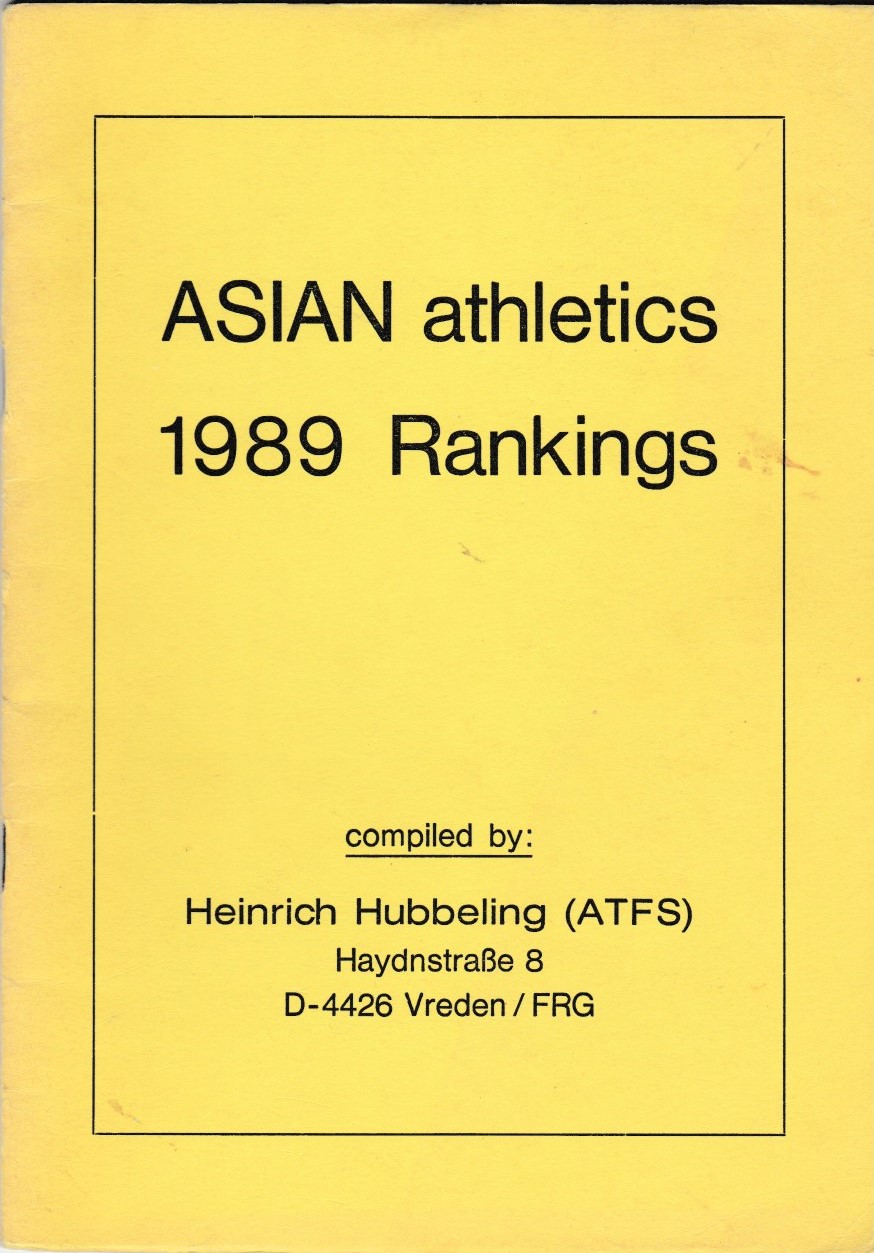 ASIAN athletics
1989 Rankings
compiled by:
Heinrich Hubbeling (ATFS)
Haydnstraße 8
D-4426 Vreden / FRG